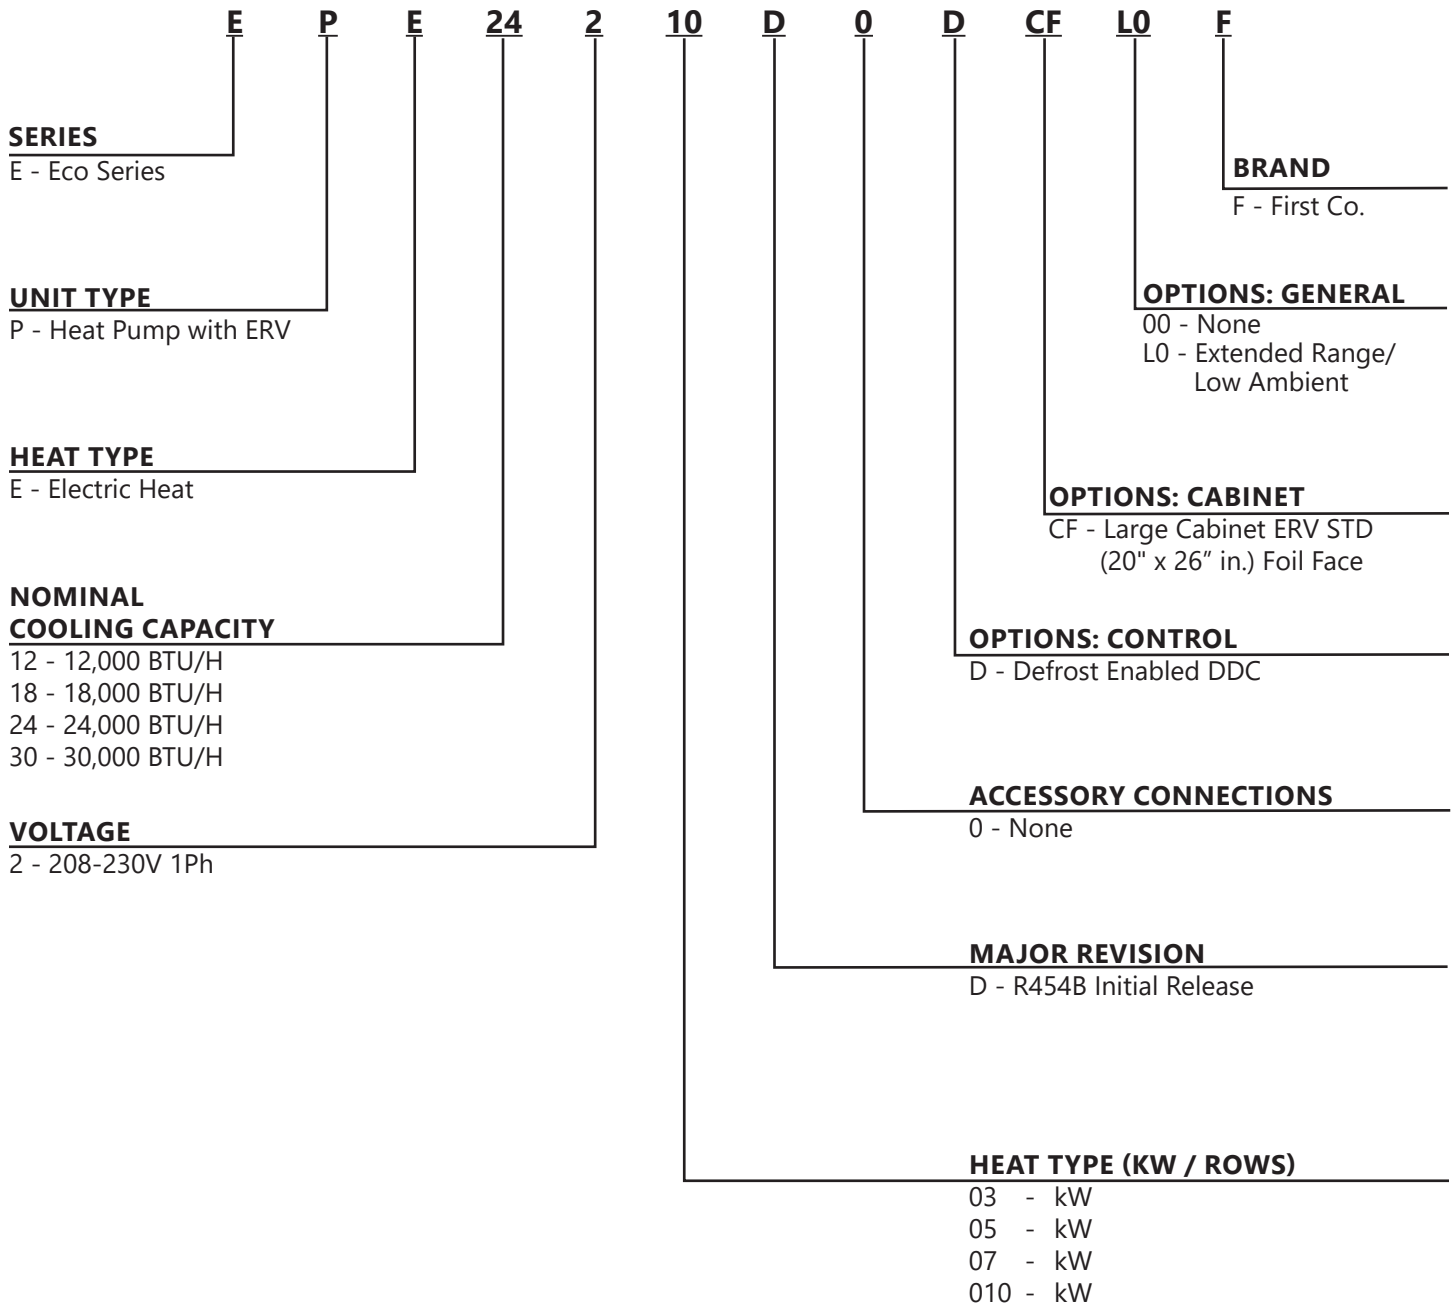 E P E 24 2 10 D 0 D CF L0 F
SERIES
E - Eco Series
UNIT TYPE
P - Heat Pump with ERV
HEAT TYPE
E - Electric Heat
NOMINAL
COOLING CAPACITY
12 - 12,000 BTU/H
18 - 18,000 BTU/H
24 - 24,000 BTU/H
30 - 30,000 BTU/H
VOLTAGE
2 - 208-230V 1Ph
BRAND
F - First Co.
OPTIONS: GENERAL
00 - None
L0 - Extended Range/
Low Ambient
OPTIONS: CABINET
CF - Large Cabinet ERV STD
(20" x 26” in.) Foil Face
OPTIONS: CONTROL
D - Defrost Enabled DDC
ACCESSORY CONNECTIONS
0 - None
MAJOR REVISION
D - R454B Initial Release
HEAT TYPE (KW / ROWS)
03 - kW
05 - kW
07 - kW
010 - kW